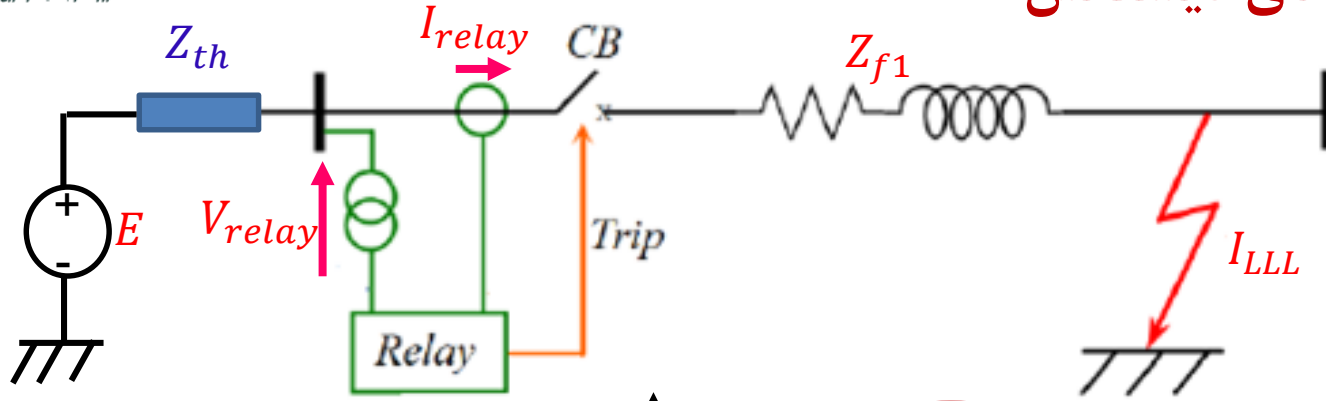 I_relay
CB
Z_th
Z_f1
+
E
-
V_relay
Trip
I_LLL
Relay